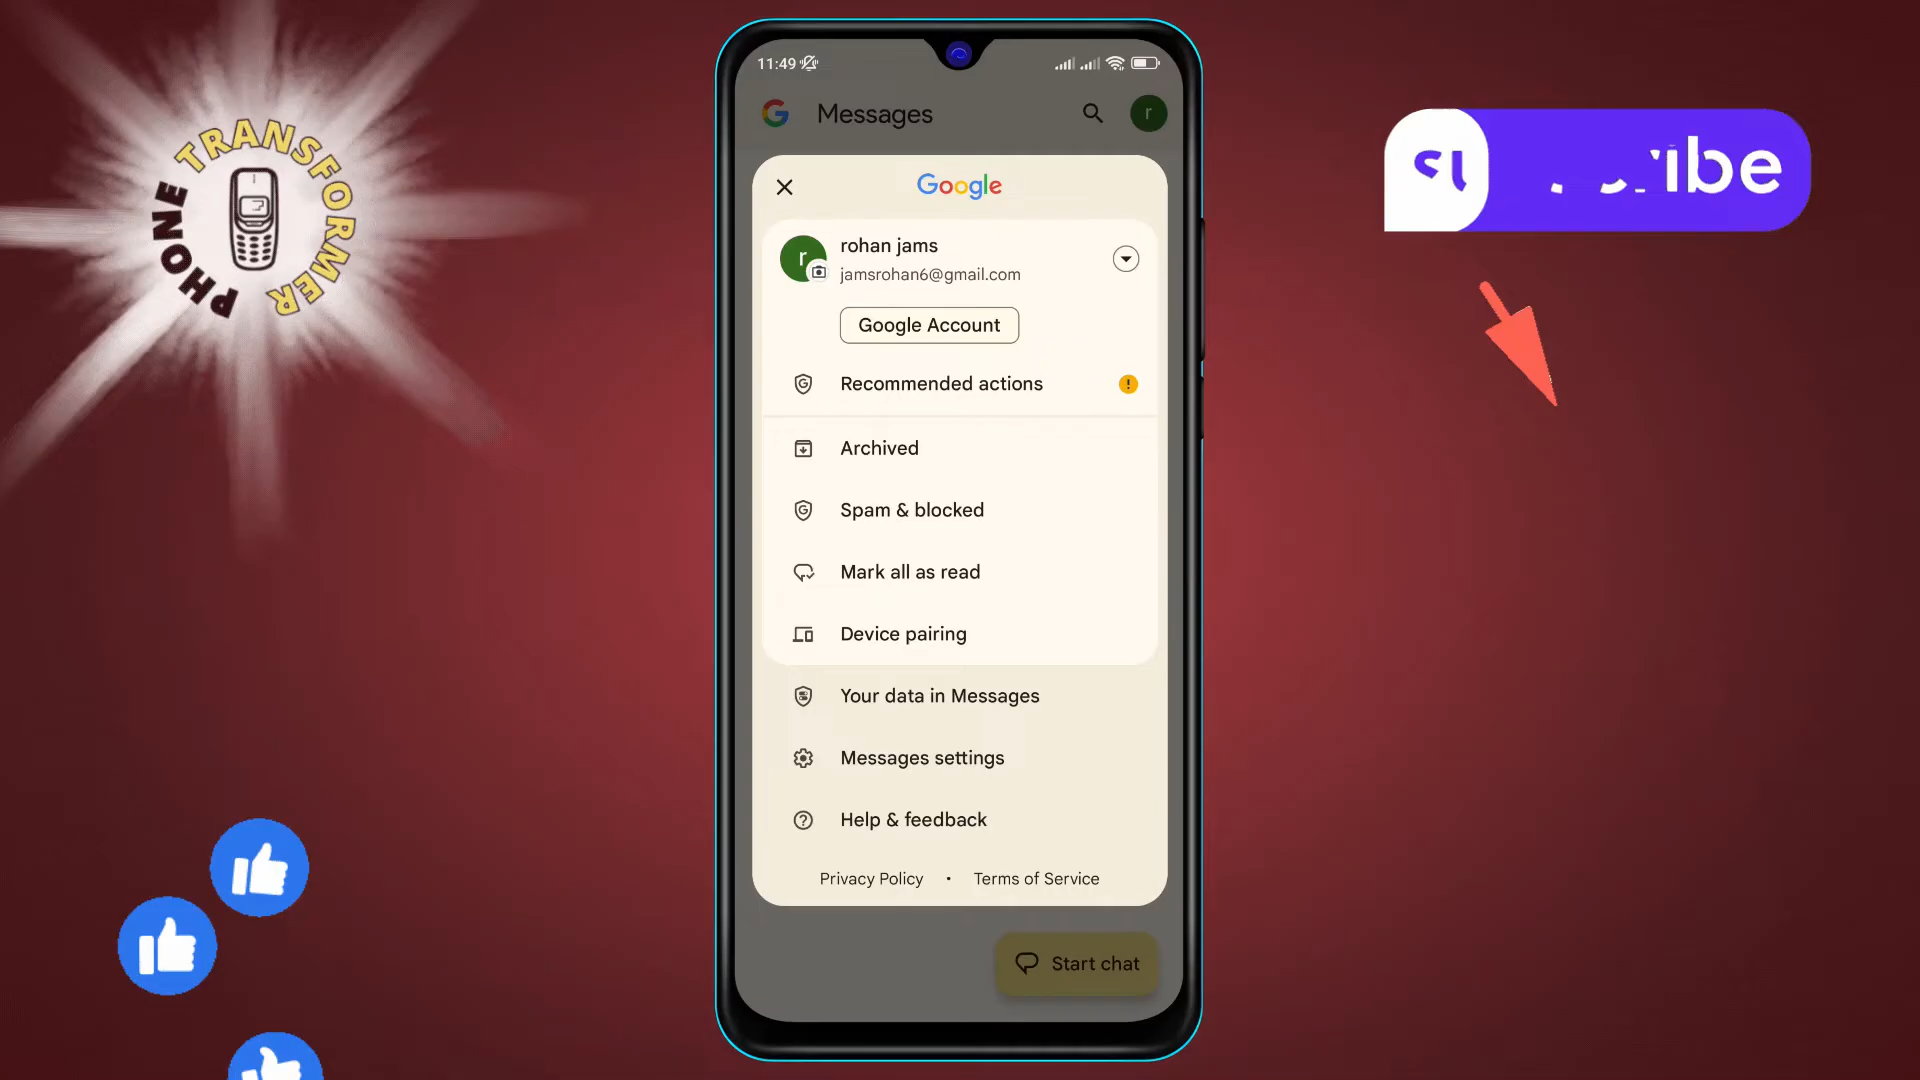 PHONE TRANSFORMER
11:49
Messages
r
Google
r
rohan jams
jamsrohan6@gmail.com
Google Account
Recommended actions
Archived
Spam & blocked
Mark all as read
Device pairing
Your data in Messages
Messages settings
Help & feedback
Privacy Policy • Terms of Service
Start chat